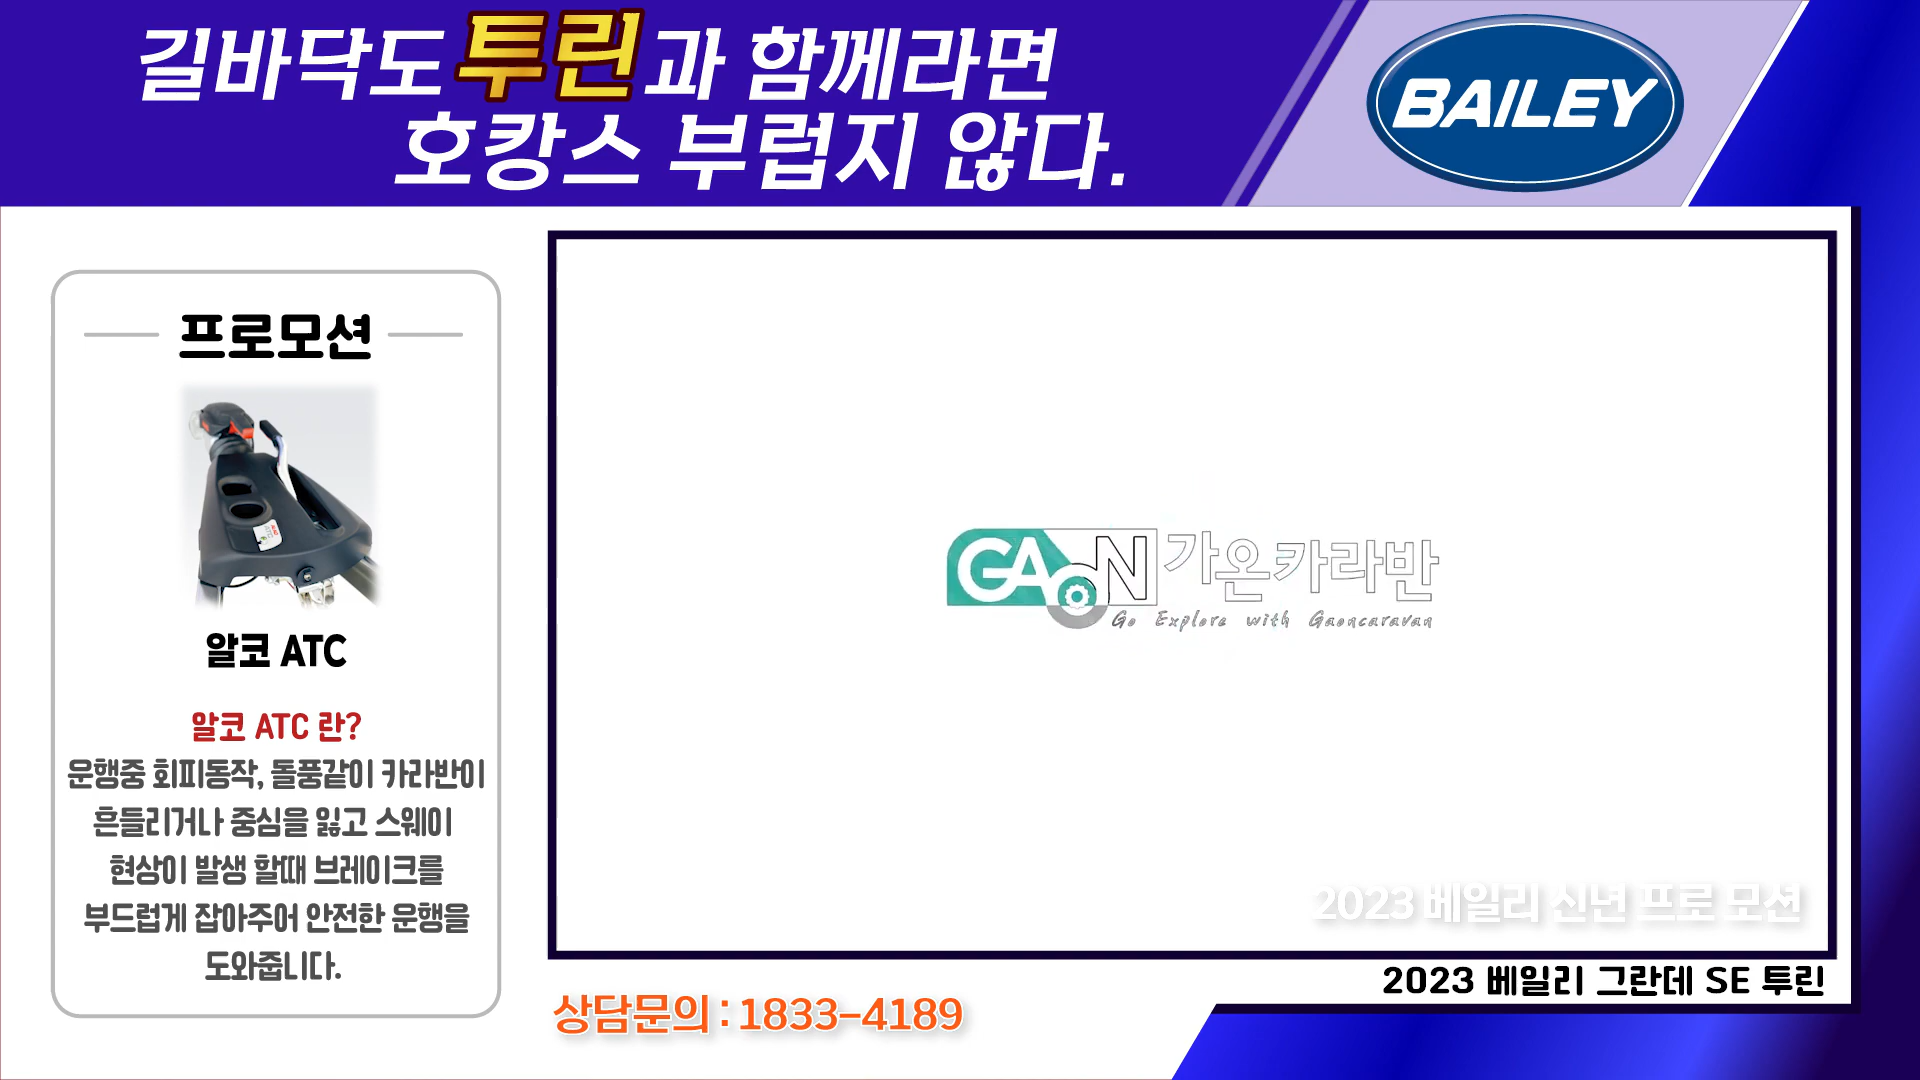 길바닥도 투린과 함께라면
호캉스 부럽지 않다.
BAILEY
프로모션
알코 ATC
알코 ATC 란?
운행중 회피동작, 돌풍같이 카라반이
흔들리거나 중심을 잃고 스웨이
현상이 발생 할때 브레이크를
부드럽게 잡아주어 안전한 운행을
도와줍니다.
GAON 가온카라반
Go Explore with Gaoncaravan
2023 베일리 신년 프로 모션
2023 베일리 그란데 SE 투린
상담문의 : 1833-4189